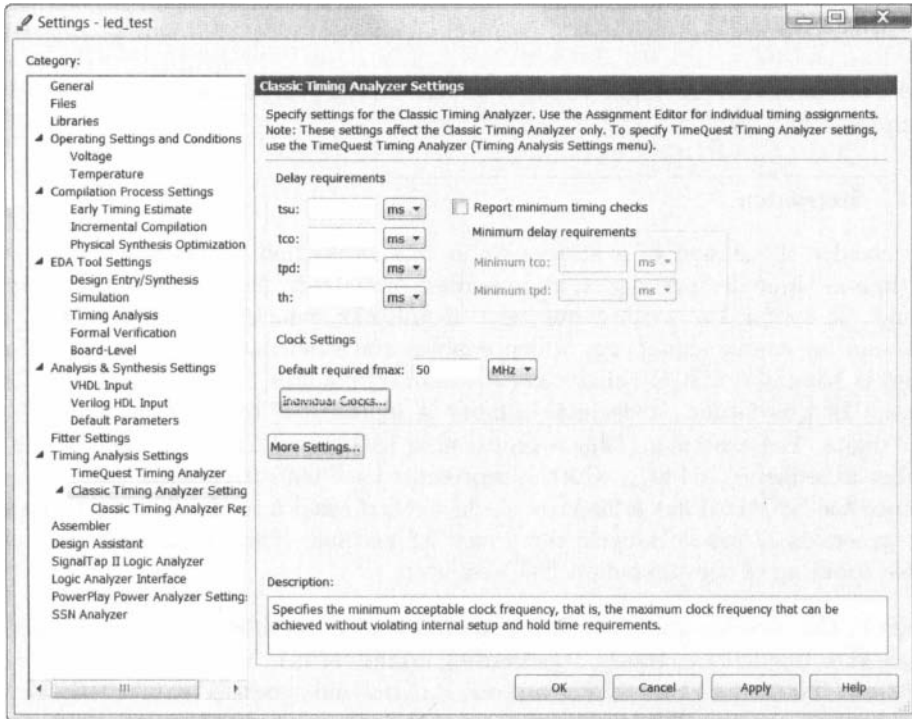 Settings - led_test
Category:
General
Files
Libraries
Operating Settings and Conditions
Voltage
Temperature
Compilation Process Settings
Early Timing Estimate
Incremental Compilation
Physical Synthesis Optimization
EDA Tool Settings
Design Entry/Synthesis
Simulation
Timing Analysis
Formal Verification
Board-Level
Analysis & Synthesis Settings
VHDL Input
Verilog HDL Input
Default Parameters
Fitter Settings
Timing Analysis Settings
TimeQuest Timing Analyzer
Classic Timing Analyzer Setting
Classic Timing Analyzer Rep
Assembler
Design Assistant
SignalTap II Logic Analyzer
Logic Analyzer Interface
PowerPlay Power Analyzer Setting
SSN Analyzer
Classic Timing Analyzer Settings
Specify settings for the Classic Timing Analyzer. Use the Assignment Editor for individual timing assignments.
Note: These settings affect the Classic Timing Analyzer only. To specify TimeQuest Timing Analyzer settings,
use the TimeQuest Timing Analyzer (Timing Analysis Settings menu).
Delay requirements
tsu: ms
tco: ms
tpd: ms
th: ms
Report minimum timing checks
Minimum delay requirements
Minimum tco: ms
Minimum tpd: ms
Clock Settings
Default required fmax: 50 MHz
Individual Clocks...
More Settings...
Description:
Specifies the minimum acceptable clock frequency, that is, the maximum clock frequency that can be
achieved without violating internal setup and hold time requirements.
OK Cancel Apply Help